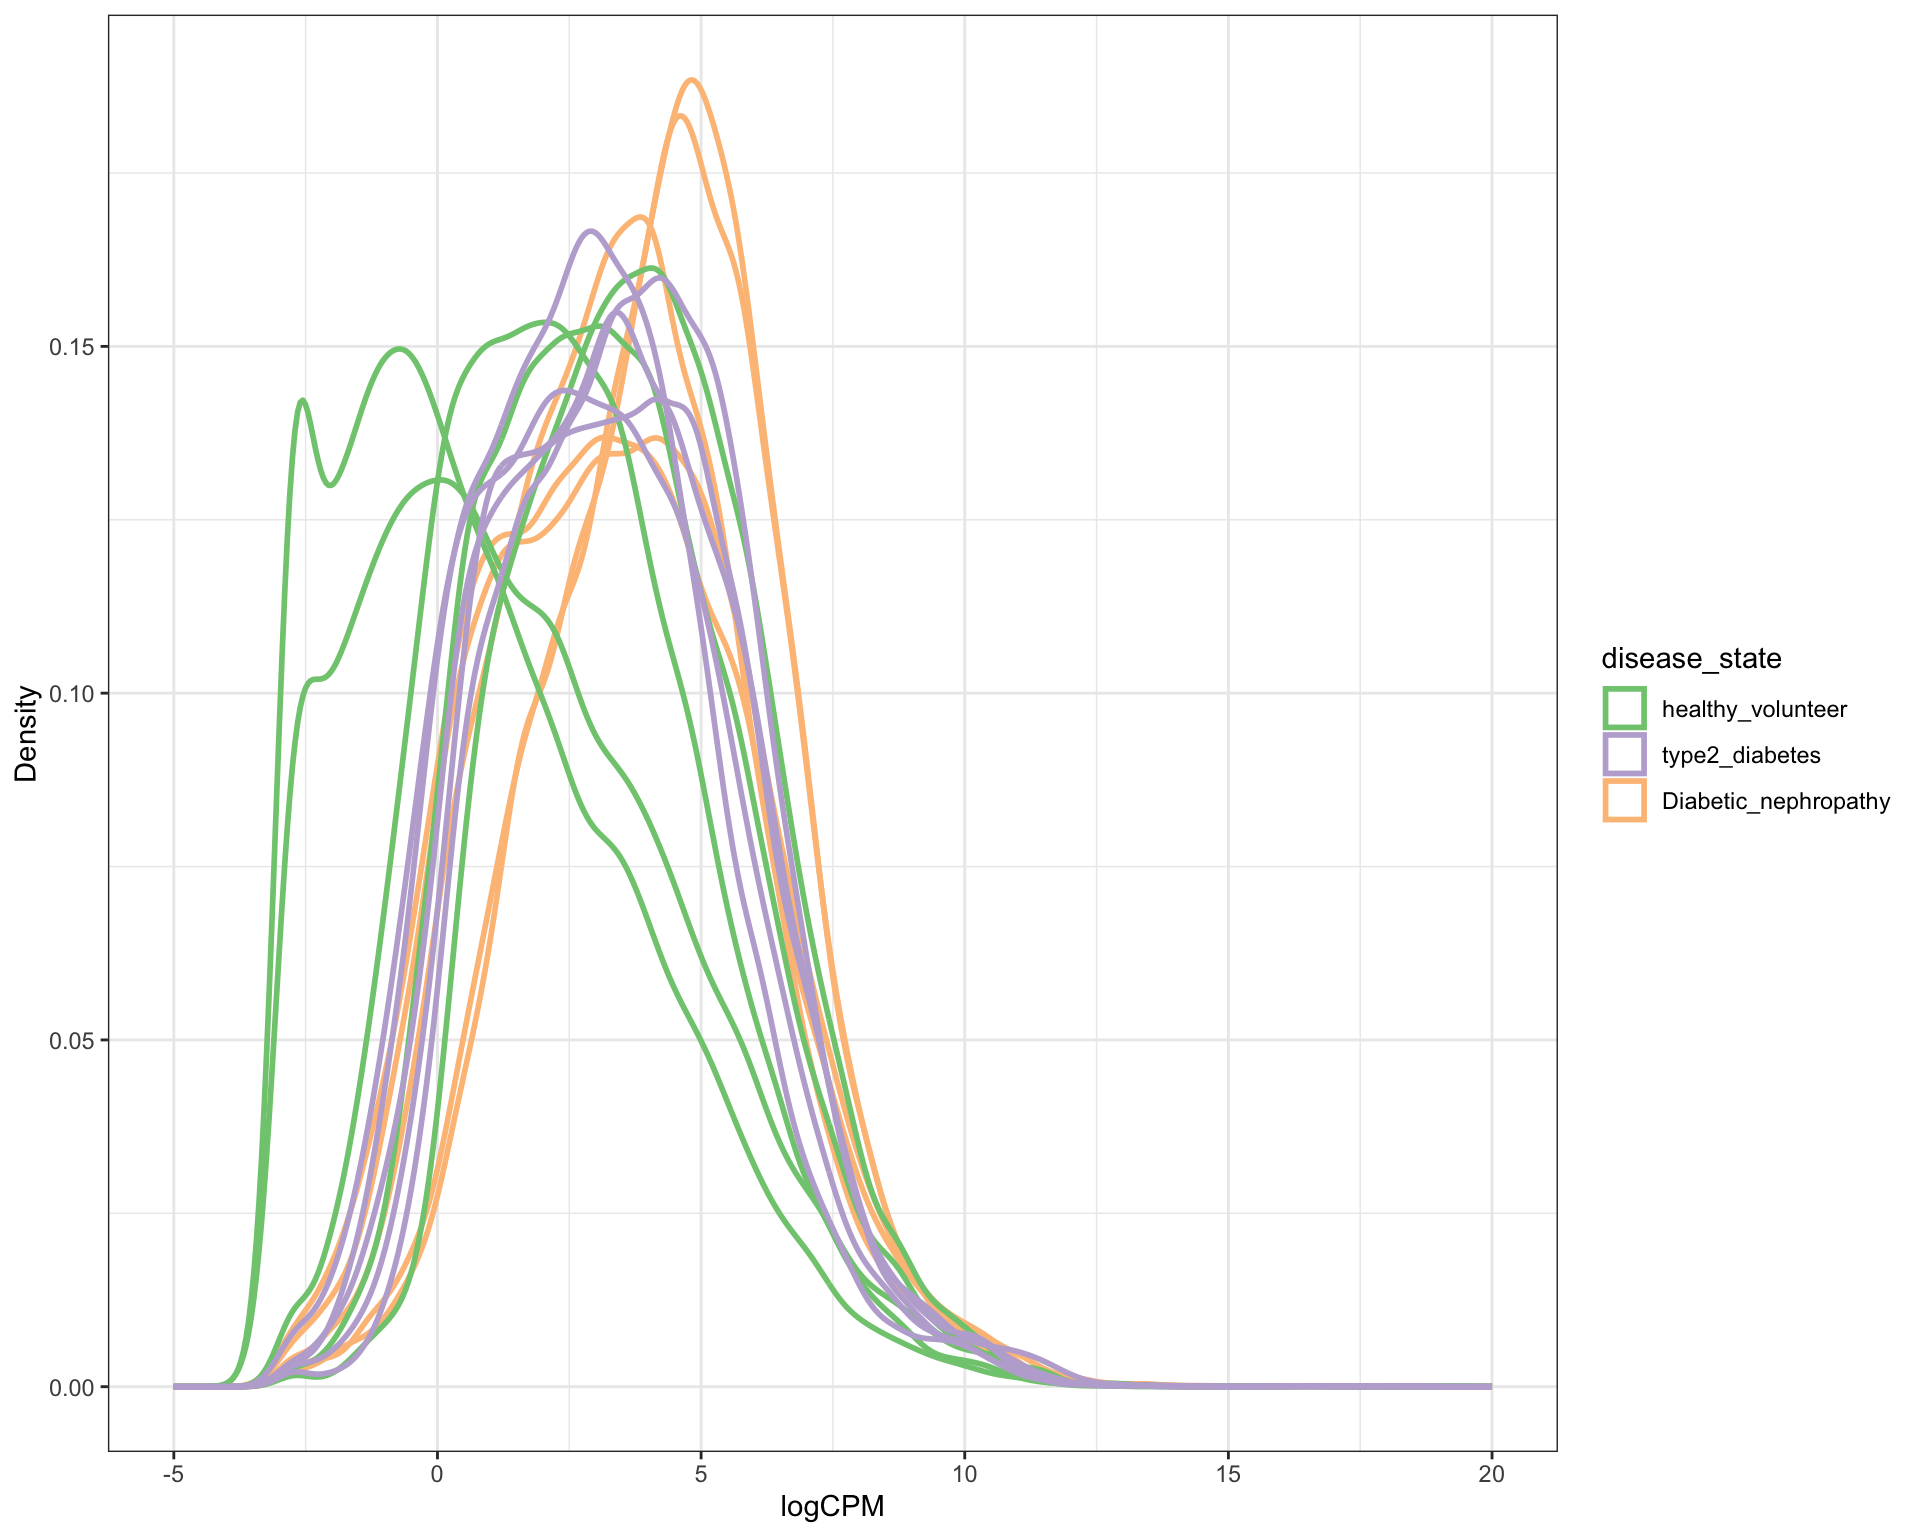 0.15
0.10
0.05
0.00
Density
-5 0 5 10 15 20
logCPM
disease_state
healthy_volunteer
type2_diabetes
Diabetic_nephropathy